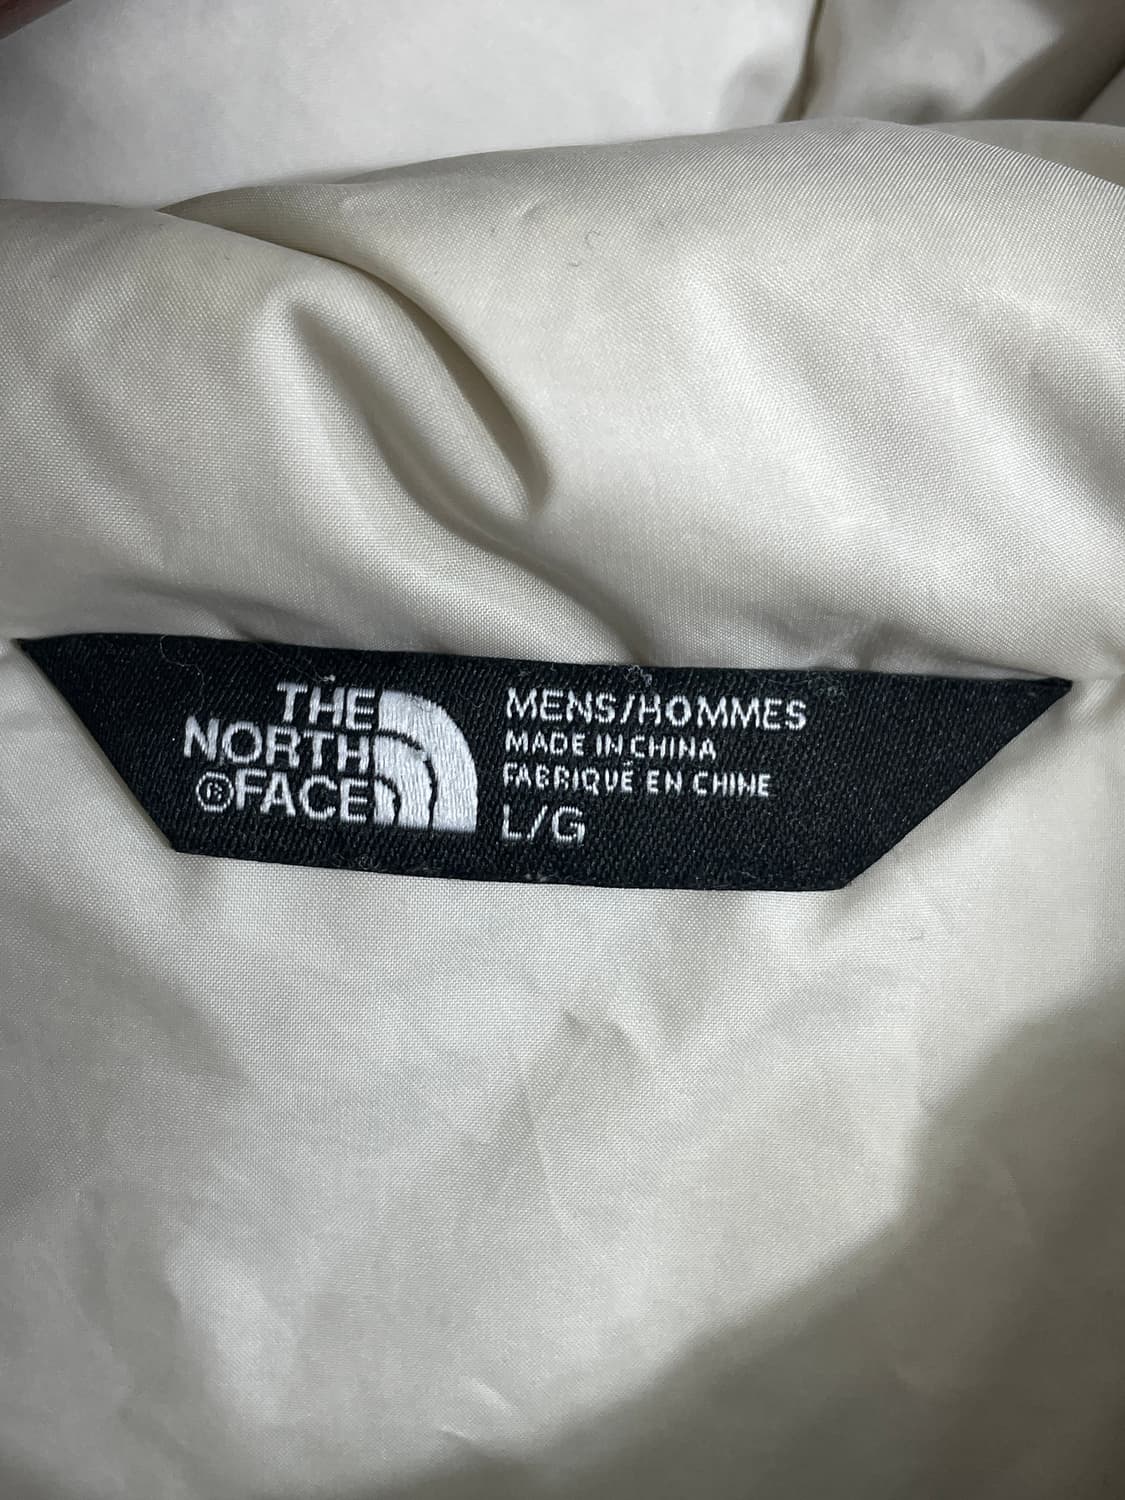 THE
NORTH
®FACE
MENS/HOMMES
MADE IN CHINA
FABRIQUÉ EN CHINE
L/G